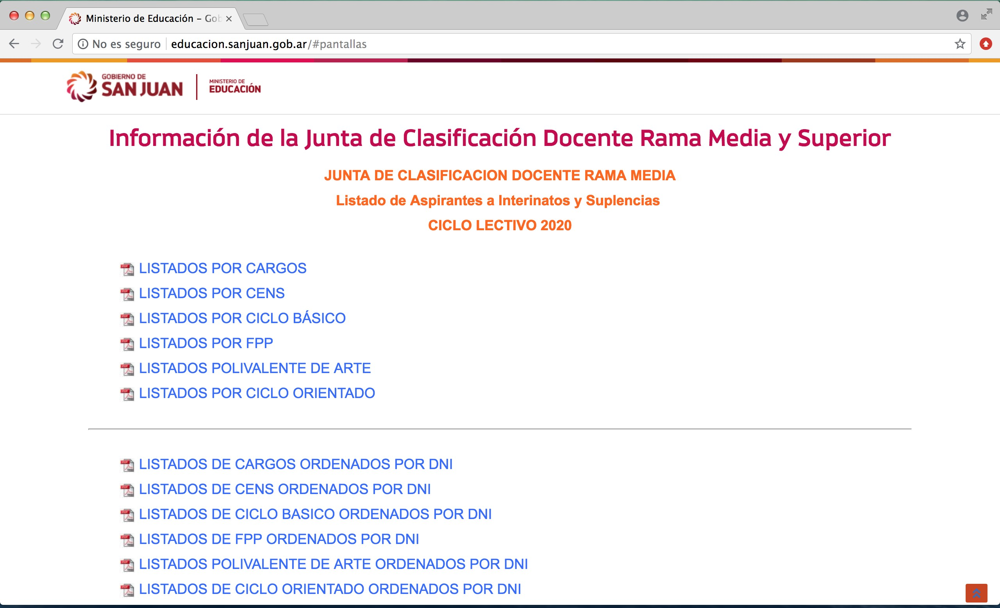 Ministerio de Educación – Gob
No es seguro educacion.sanjuan.gob.ar/#pantallas
GOBIERNO DE
SAN JUAN
MINISTERIO DE
EDUCACIÓN
Información de la Junta de Clasificación Docente Rama Media y Superior
JUNTA DE CLASIFICACION DOCENTE RAMA MEDIA
Listado de Aspirantes a Interinatos y Suplencias
CICLO LECTIVO 2020
LISTADOS POR CARGOS
LISTADOS POR CENS
LISTADOS POR CICLO BÁSICO
LISTADOS POR FPP
LISTADOS POLIVALENTE DE ARTE
LISTADOS POR CICLO ORIENTADO
LISTADOS DE CARGOS ORDENADOS POR DNI
LISTADOS DE CENS ORDENADOS POR DNI
LISTADOS DE CICLO BASICO ORDENADOS POR DNI
LISTADOS DE FPP ORDENADOS POR DNI
LISTADOS POLIVALENTE DE ARTE ORDENADOS POR DNI
LISTADOS DE CICLO ORIENTADO ORDENADOS POR DNI